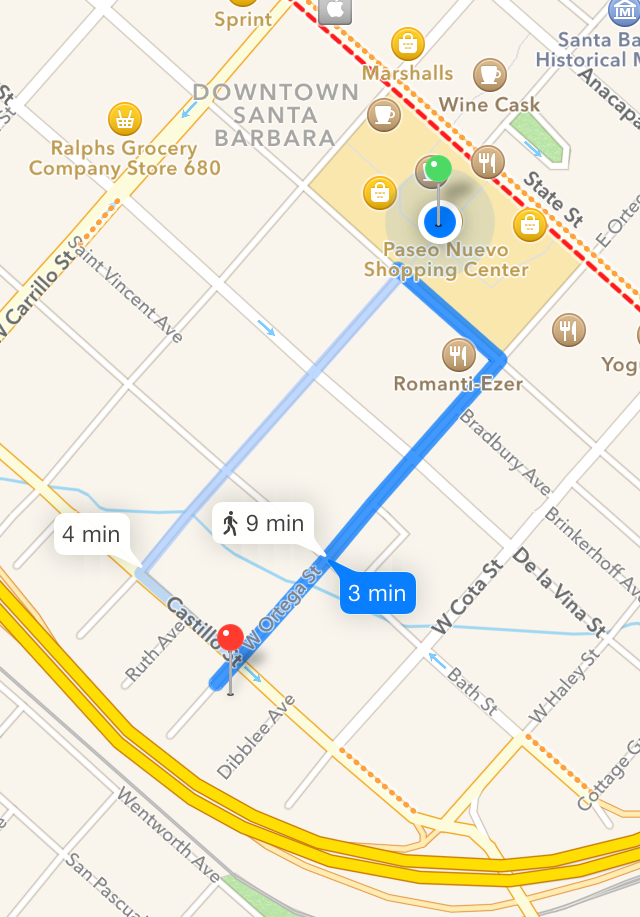 Sprint
Marshalls
Santa Ba
Historical M
Anacapa
DOWNTOWN
SANTA
BARBARA
Wine Cask
Ralphs Grocery
Company Store 680
State St
E Orte
W Carrillo St
Saint Vincent Ave
Paseo Nuevo
Shopping Center
Yog
Romanti-Ezer
Bradbury Ave
Brinkerhoff Av
4 min
9 min
3 min
W Ortega St
W Cota St
De la Vina St
Castillo St
Ruth Ave
Bath St
W Haley St
Dibblee Ave
Cottage G
Wentworth Ave
San Pascua